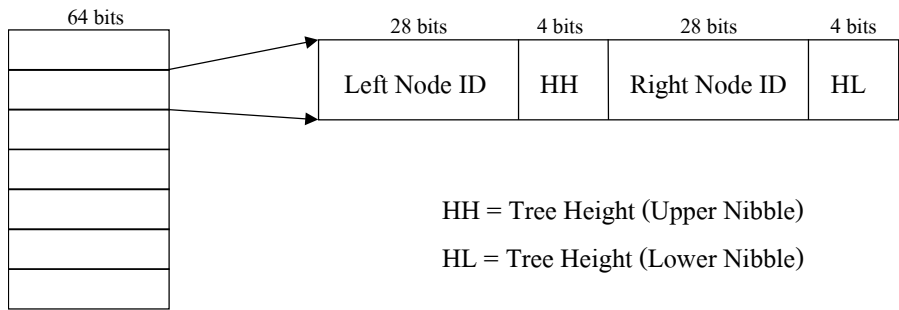 64 bits
28 bits 4 bits 28 bits 4 bits
Left Node ID HH Right Node ID HL
HH = Tree Height (Upper Nibble)
HL = Tree Height (Lower Nibble)